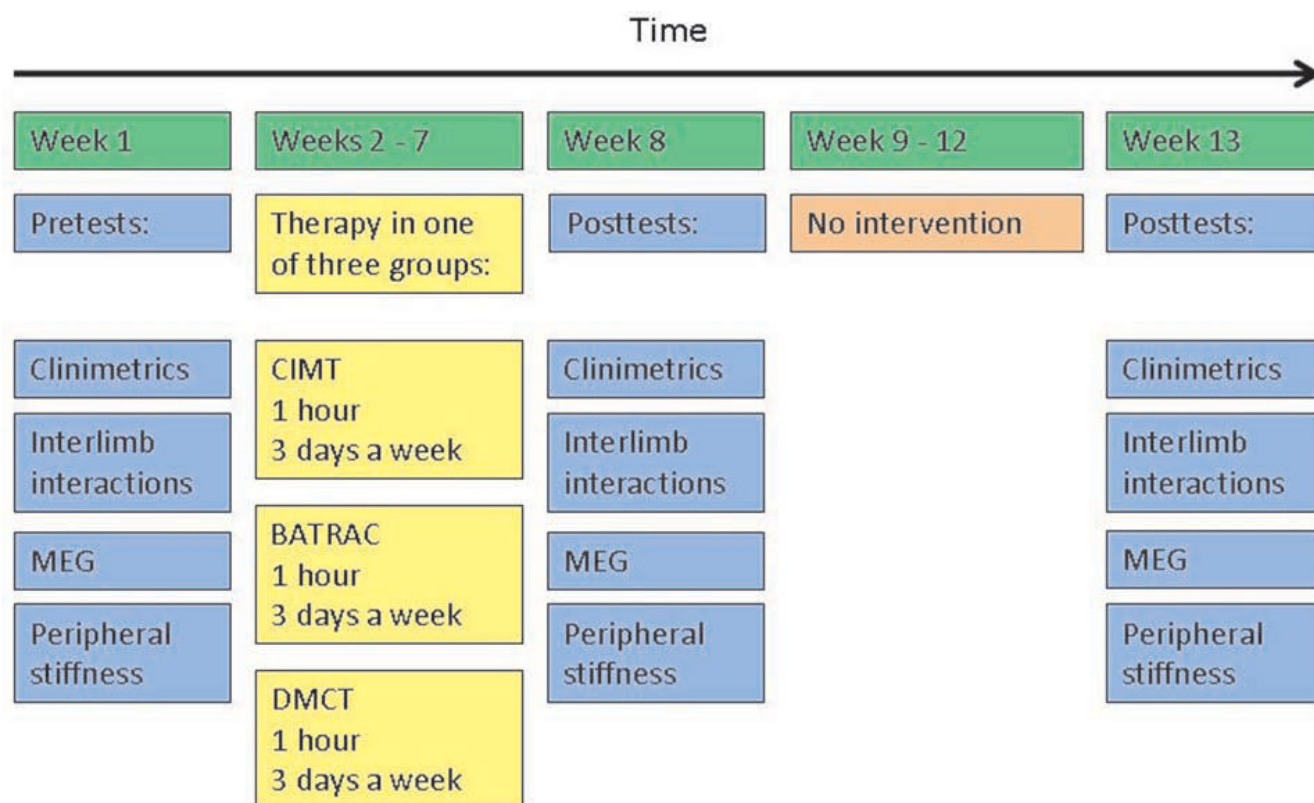 Time
Week 1
Weeks 2 - 7
Week 8
Week 9 - 12
Week 13
Pretests:
Therapy in one
of three groups:
Posttests:
No intervention
Posttests:
Clinimetrics
Interlimb
interactions
MEG
Peripheral
stiffness
CIMT
1 hour
3 days a week
BATRAC
1 hour
3 days a week
DMCT
1 hour
3 days a week
Clinimetrics
Interlimb
interactions
MEG
Peripheral
stiffness
Clinimetrics
Interlimb
interactions
MEG
Peripheral
stiffness